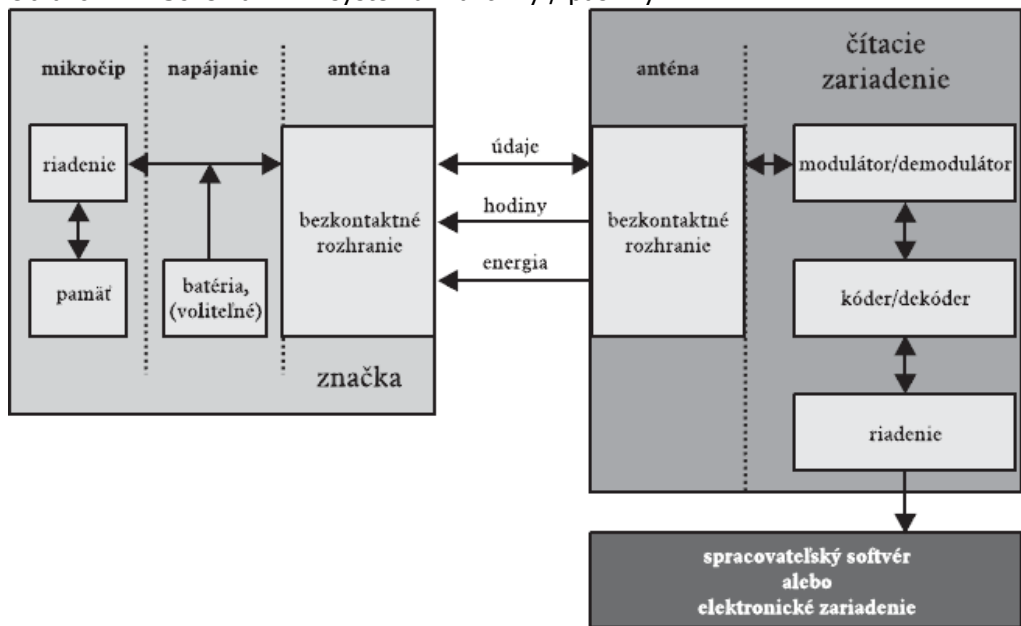 mikročip
napájanie
anténa
riadenie
pamäť
batéria,
(voliteľné)
bezkontaktné
rozhranie
značka
údaje
hodiny
energia
anténa
čítacie
zariadenie
bezkontaktné
rozhranie
modulátor/demodulátor
kóder/dekóder
riadenie
spracovateľský softvér
alebo
elektronické zariadenie